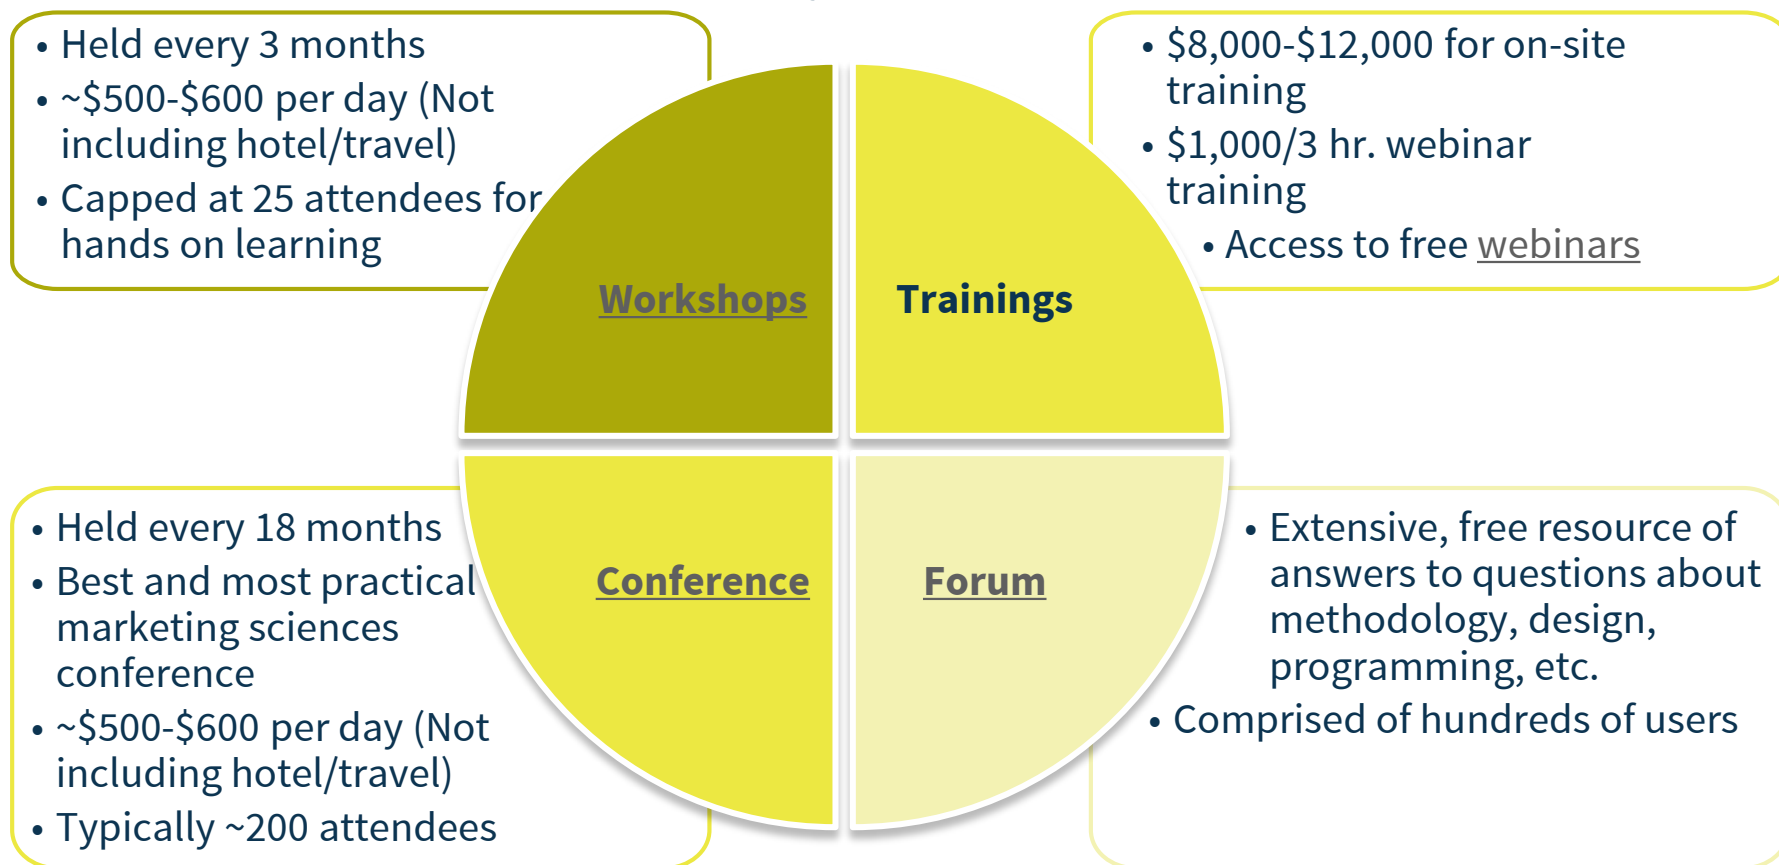 • Held every 3 months
• ~$500-$600 per day (Not
including hotel/travel)
• Capped at 25 attendees for
hands on learning
• $8,000-$12,000 for on-site
training
• $1,000/3 hr. webinar
training
• Access to free webinars
Workshops
Trainings
Conference
Forum
• Held every 18 months
• Best and most practical
marketing sciences
conference
• ~$500-$600 per day (Not
including hotel/travel)
• Typically ~200 attendees
• Extensive, free resource of
answers to questions about
methodology, design,
programming, etc.
• Comprised of hundreds of users